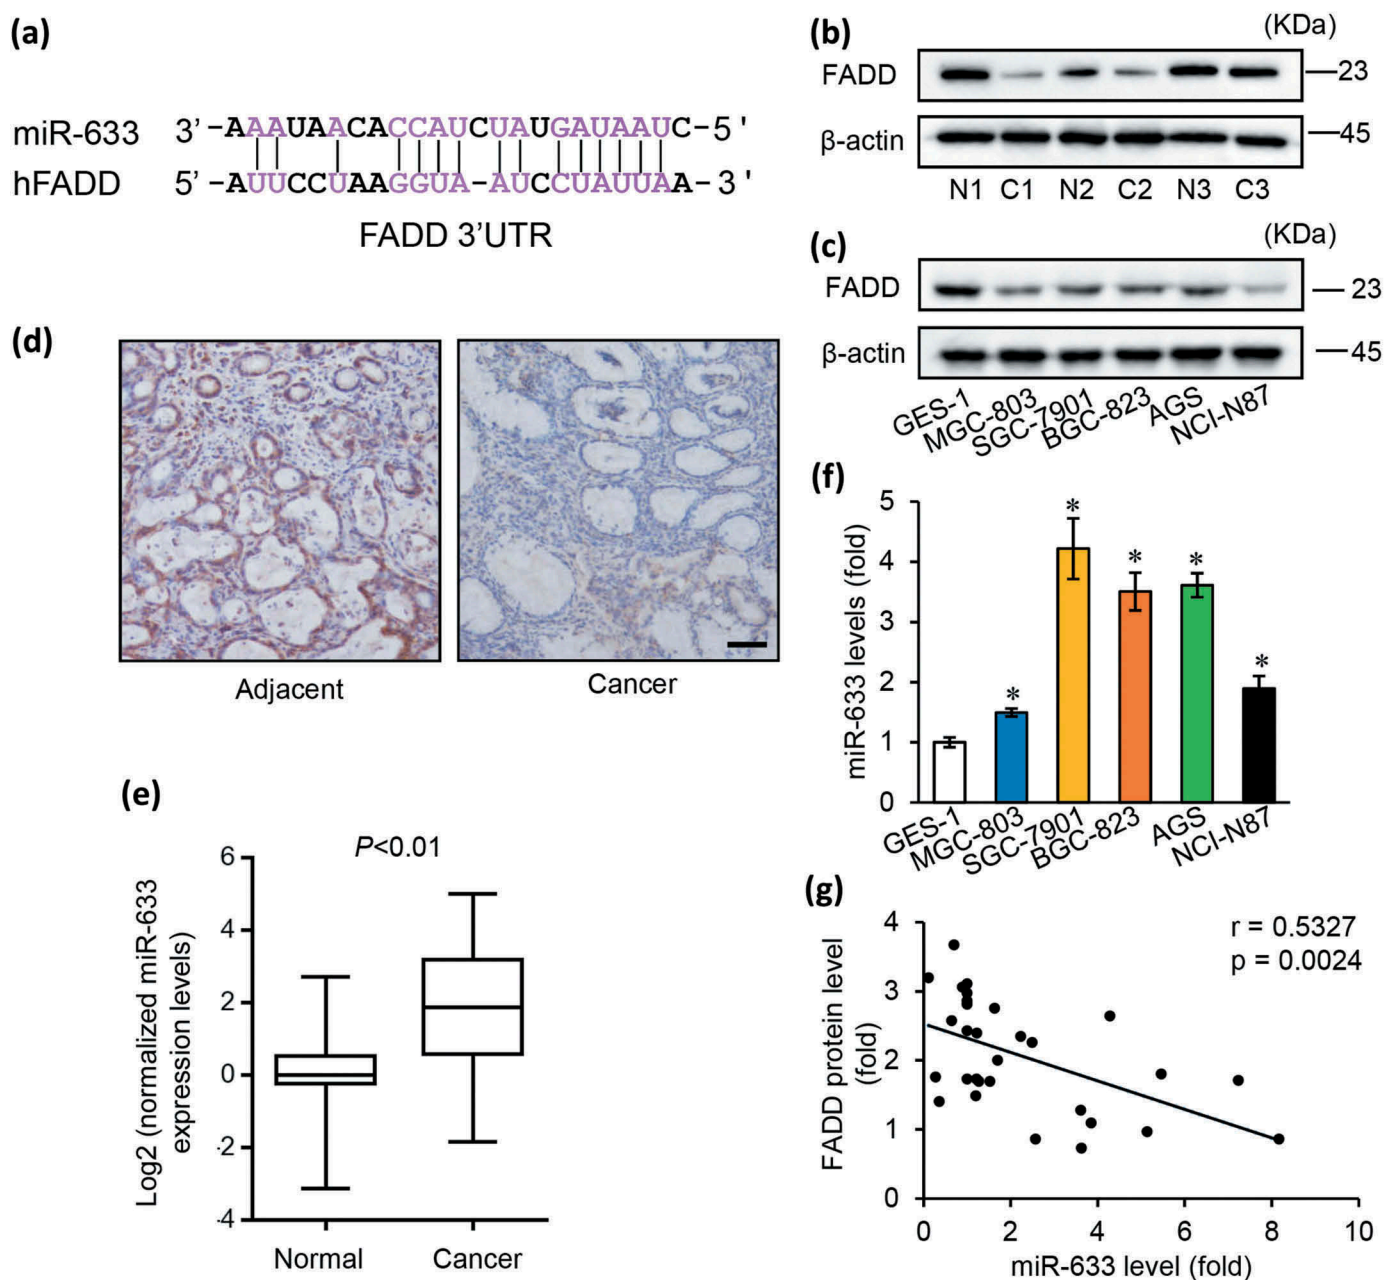 (a)
miR-633 3’-AAAUAACACCAUCUAUGAUAAUC-5'
hFADD 5’-AUUCCUAAGGUA-AUCCUAUUAA-3'
FADD 3’UTR
(b)
(KDa)
FADD
23
β-actin
45
N1 C1 N2 C2 N3 C3
(c)
(KDa)
FADD
23
β-actin
45
GES-1 MGC-803 SGC-7901 BGC-823 AGS NCI-N87
(d)
Adjacent
Cancer
(e)
P<0.01
Log2 (normalized miR-633
expression levels)
6
4
2
0
-2
-4
Normal Cancer
(f)
miR-633 levels (fold)
5
4
3
2
1
0
* * * * *
GES-1 MGC-803 SGC-7901 BGC-823 AGS NCI-N87
(g)
r = 0.5327
p = 0.0024
FADD protein level
(fold)
4
3
2
1
0
0 2 4 6 8 10
miR-633 level (fold)